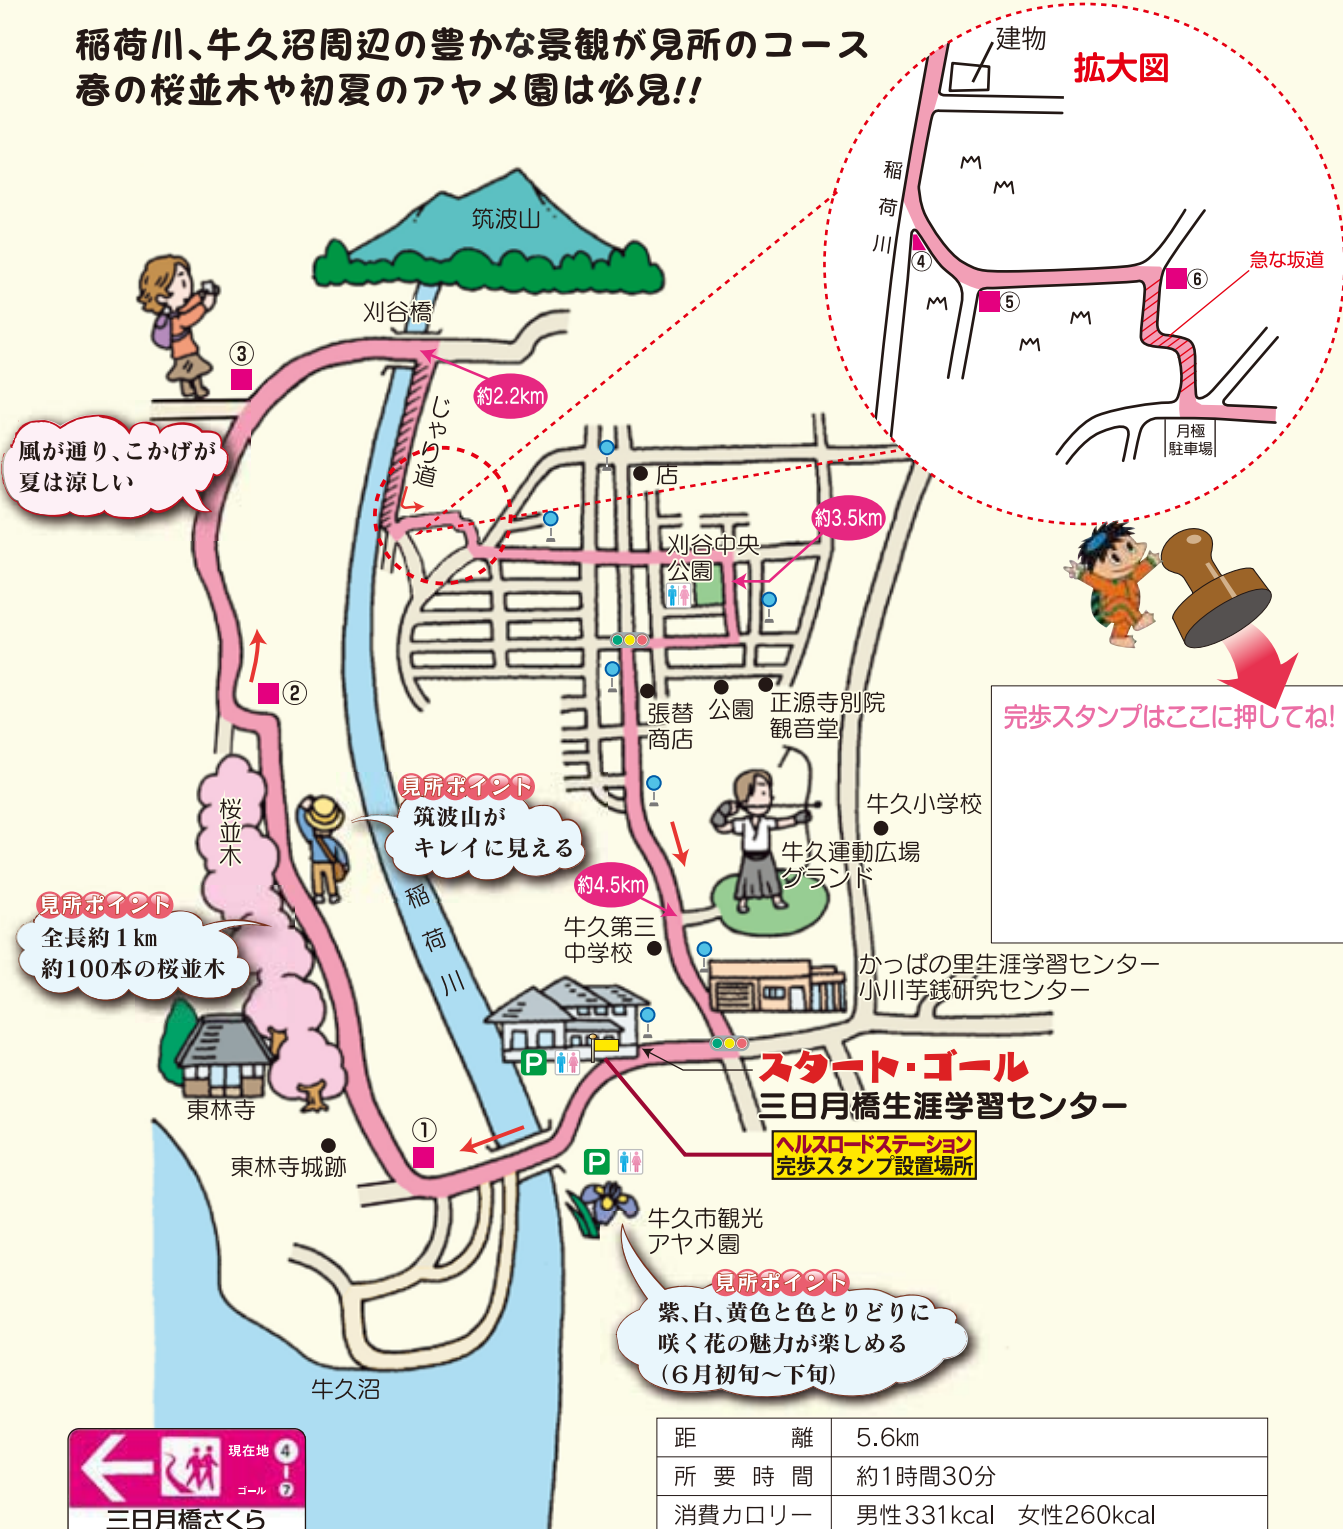 稲荷川、牛久沼周辺の豊かな景観が見所のコース
春の桜並木や初夏のアヤメ園は必見!!
建物
拡大図
稲荷川
④
⑤
⑥
急な坂道
月極
駐車場
筑波山
刈谷橋
③
約2.2km
じゃり道
風が通り、こかげが
夏は涼しい
店
約3.5km
刈谷中央
公園
②
張替
商店
公園
正源寺別院
観音堂
完歩スタンプはここに押してね!
見所ポイント
筑波山が
キレイに見える
桜並木
牛久小学校
牛久運動広場
グランド
約4.5km
稲荷川
見所ポイント
全長約1km
約100本の桜並木
牛久第三
中学校
かっぱの里生涯学習センター
小川芋銭研究センター
P
スタート・ゴール
三日月橋生涯学習センター
東林寺
東林寺城跡
①
ヘルスロードステーション
完歩スタンプ設置場所
P
牛久市観光
アヤメ園
見所ポイント
紫、白、黄色と色とりどりに
咲く花の魅力が楽しめる
(6月初旬～下旬)
牛久沼
現在地 4
ゴール 7
三日月橋さくら
距離 5.6km
所要時間 約1時間30分
消費カロリー 男性331kcal 女性260kcal